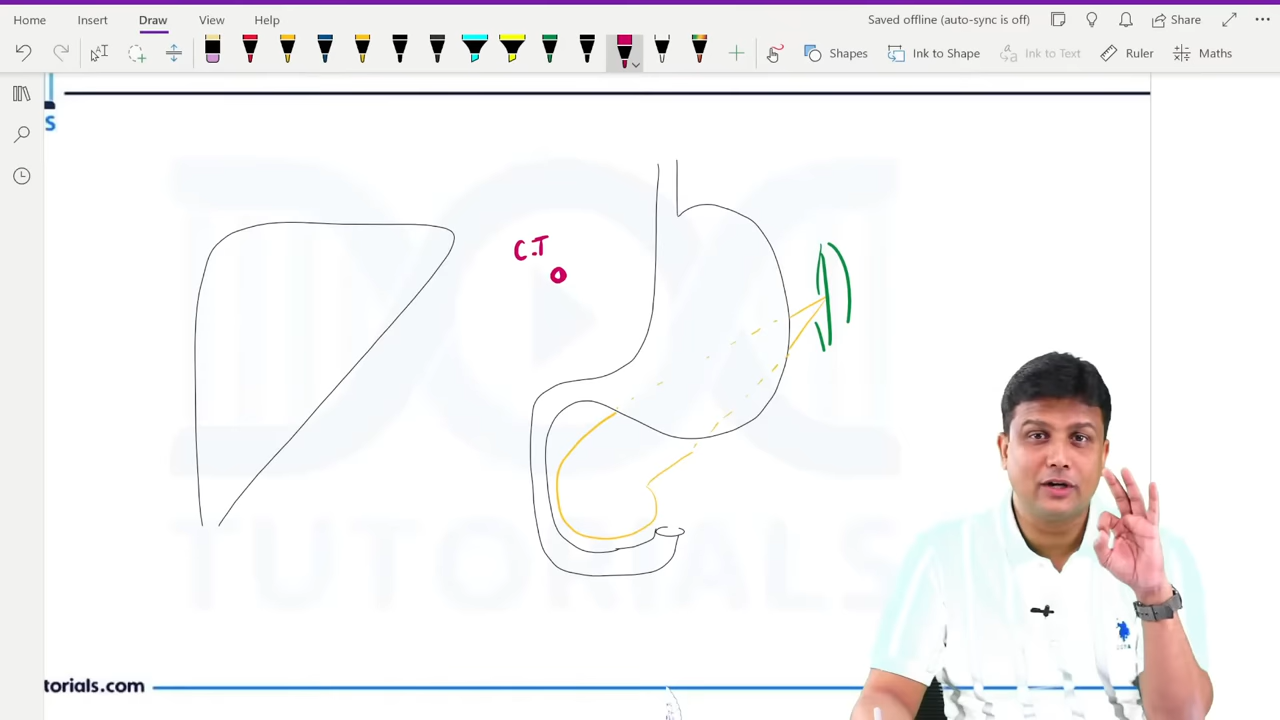 Home Insert Draw View Help Saved offline (auto-sync is off) Share
Shapes Ink to Shape Ink to Text Ruler Maths
S
C.T
TUTORIALS
torials.com